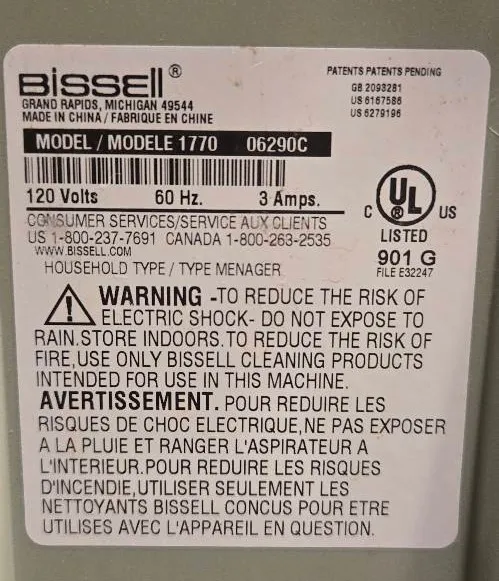 BISSELL®
PATENTS PATENTS PENDING
GB 2093281
US 6167586
US 6279196
GRAND RAPIDS, MICHIGAN 49544
MADE IN CHINA / FABRIQUE EN CHINE
MODEL / MODELE 1770 06290C
120 Volts 60 Hz. 3 Amps.
CONSUMER SERVICES/SERVICE AUX CLIENTS
US 1-800-237-7691 CANADA 1-800-263-2535
WWW.BISSELL.COM
HOUSEHOLD TYPE / TYPE MENAGER
C UL® US
LISTED
901 G
FILE E32247
WARNING -TO REDUCE THE RISK OF
ELECTRIC SHOCK- DO NOT EXPOSE TO
RAIN.STORE INDOORS.TO REDUCE THE RISK OF
FIRE,USE ONLY BISSELL CLEANING PRODUCTS
INTENDED FOR USE IN THIS MACHINE.
AVERTISSEMENT. POUR REDUIRE LES
RISQUES DE CHOC ELECTRIQUE,NE PAS EXPOSER
A LA PLUIE ET RANGER L'ASPIRATEUR A
L'INTERIEUR.POUR REDUIRE LES RISQUES
D'INCENDIE,UTILISER SEULEMENT LES
NETTOYANTS BISSELL CONCUS POUR ETRE
UTILISES AVEC L'APPAREIL EN QUESTION.